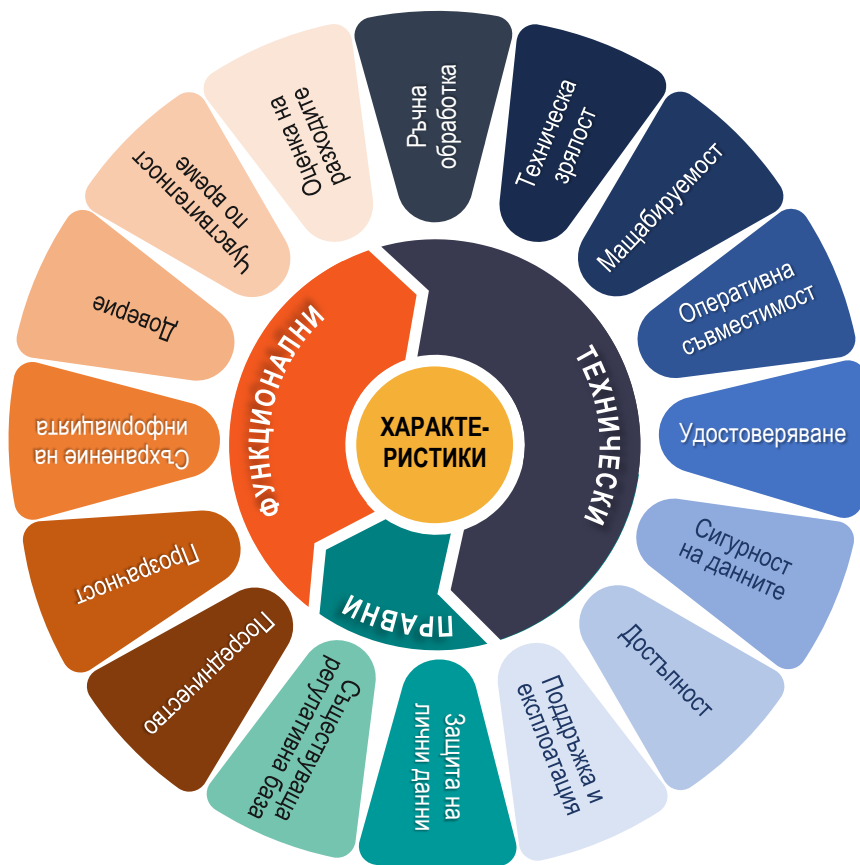 ХАРАКТЕ-
РИСТИКИ
ТЕХНИЧЕСКИ
ПРАВНИ
ФУНКЦИОНАЛНИ
Ръчна
обработка
Техническа
зрялост
Мащабируемост
Оперативна
съвместимост
Удостоверяване
Сигурност
на данните
Достъпност
Поддръжка и
експлоатация
Защита на
лични данни
Съществуваща
регулативна база
Посредничество
Прозрачност
Съхранение на
информацията
Доверие
Чувствителност
по време
Оценка на
разходите